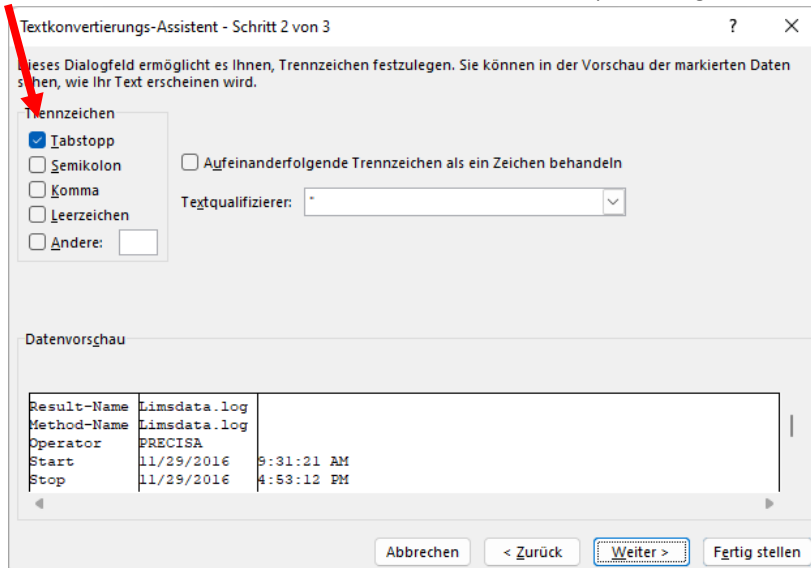 Textkonvertierungs-Assistent - Schritt 2 von 3 ? ×
Dieses Dialogfeld ermöglicht es Ihnen, Trennzeichen festzulegen. Sie können in der Vorschau der markierten Daten
sehen, wie Ihr Text erscheinen wird.
Trennzeichen
Tabstopp
Semikolon
Komma
Leerzeichen
Andere:
Aufeinanderfolgende Trennzeichen als ein Zeichen behandeln
Textqualifizierer: "
Datenvorschau
Result-Name Limsdata.log
Method-Name Limsdata.log
Operator PRECISA
Start 11/29/2016 9:31:21 AM
Stop 11/29/2016 4:53:12 PM
Abbrechen < Zurück Weiter > Fertig stellen